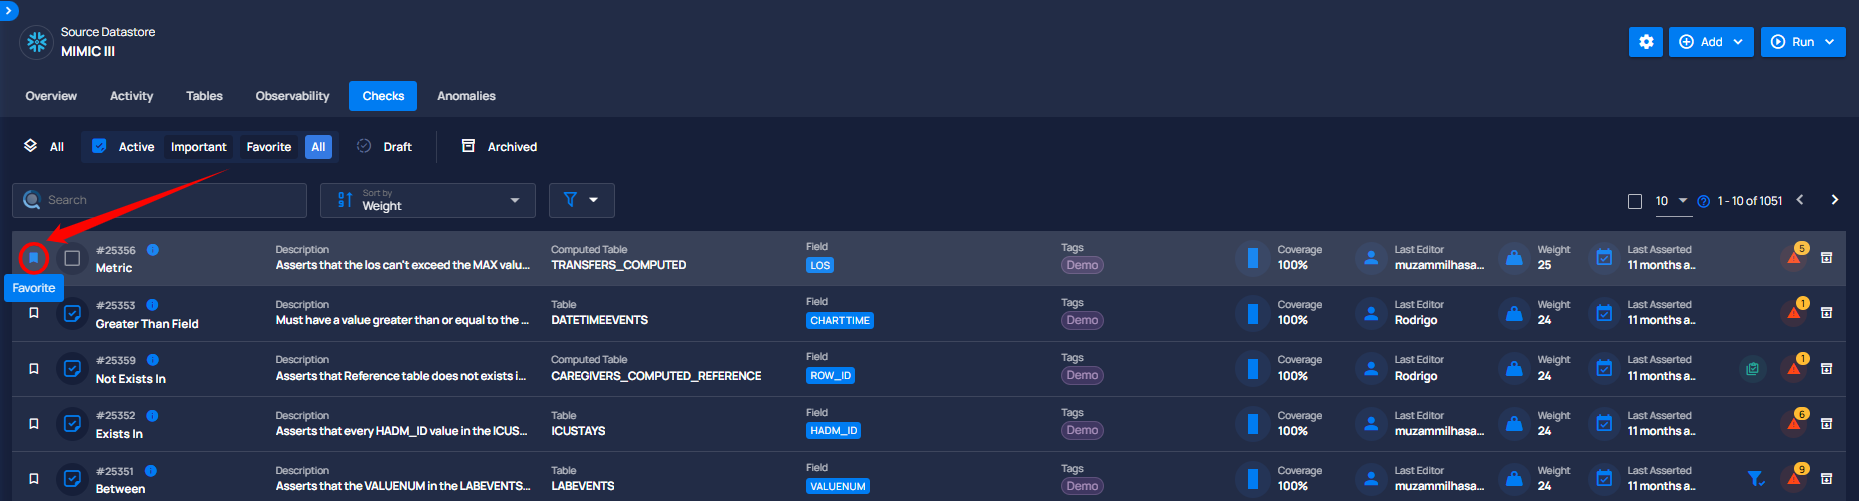 Source Datastore
MIMIC III
Add
Run
Overview Activity Tables Observability Checks Anomalies
All Active Important Favorite All Draft Archived
Search
Sort by
Weight
10 1 - 10 of 1051
#25356 Description Computed Table Field Tags Coverage Last Editor Weight Last Asserted 5
Metric Asserts that the los can't exceed the MAX valu... TRANSFERS_COMPUTED LOS Demo 100% muzammilhasa... 25 11 months a...
Favorite
#25353 Description Table Field Tags Coverage Last Editor Weight Last Asserted 1
Greater Than Field Must have a value greater than or equal to the ... DATETIMEEVENTS CHARTTIME Demo 100% Rodrigo 24 11 months a...
#25359 Description Computed Table Field Tags Coverage Last Editor Weight Last Asserted 1
Not Exists In Asserts that Reference table does not exists i... CAREGIVERS_COMPUTED_REFERENCE ROW_ID Demo 100% Rodrigo 24 11 months a...
#25352 Description Table Field Tags Coverage Last Editor Weight Last Asserted 6
Exists In Asserts that every HADM_ID value in the ICUS... ICUSTAYS HADM_ID Demo 100% muzammilhasa... 24 11 months a...
#25351 Description Table Field Tags Coverage Last Editor Weight Last Asserted 9
Between Asserts that the VALUENUM in the LABEVENTS... LABEVENTS VALUENUM Demo 100% muzammilhasa... 24 11 months a...